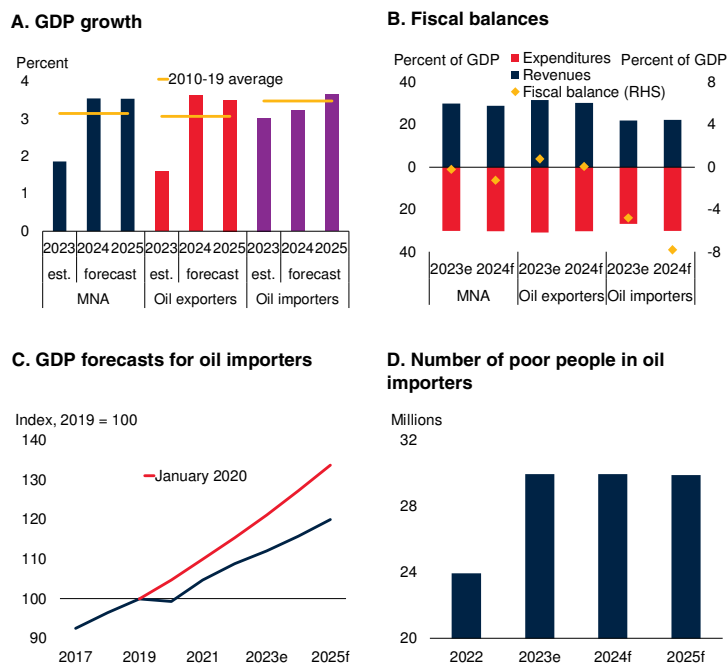 A. GDP growth
Percent
4
3
2
1
0
2010-19 average
2023 2024 2025 2023 2024 2025 2023 2024 2025
est. forecast est. forecast est. forecast
MNA Oil exporters Oil importers
B. Fiscal balances
Percent of GDP Percent of GDP
Expenditures
Revenues
Fiscal balance (RHS)
40 8
20 4
0 0
20 -4
40 -8
2023e 2024f 2023e 2024f 2023e 2024f
MNA Oil exporters Oil importers
C. GDP forecasts for oil importers
Index, 2019 = 100
140
130
120
110
100
90
January 2020
2017 2019 2021 2023e 2025f
D. Number of poor people in oil
importers
Millions
32
28
24
20
2022 2023e 2024f 2025f